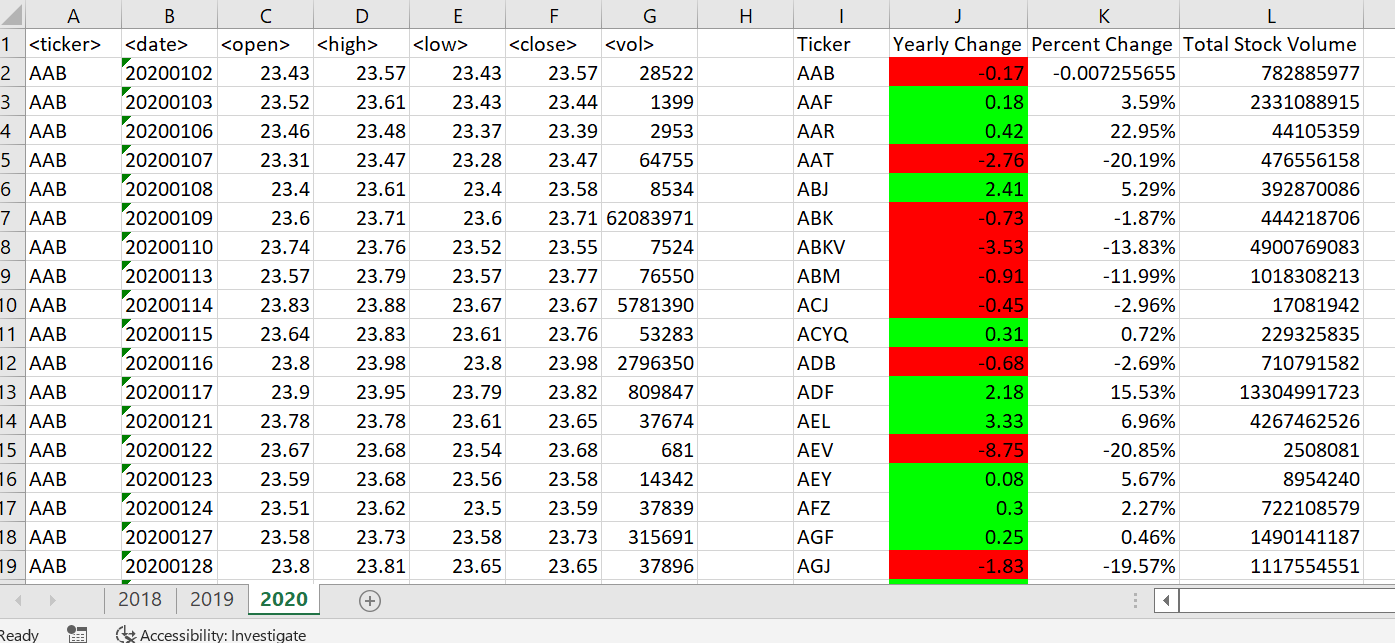 A B C D E F G H I J K L
1 <ticker> <date> <open> <high> <low> <close> <vol> Ticker Yearly Change Percent Change Total Stock Volume
2 AAB 20200102 23.43 23.57 23.43 23.57 28522 AAB -0.17 -0.007255655 782885977
3 AAB 20200103 23.52 23.61 23.43 23.44 1399 AAF 0.18 3.59% 2331088915
4 AAB 20200106 23.46 23.48 23.37 23.39 2953 AAR 0.42 22.95% 44105359
5 AAB 20200107 23.31 23.47 23.28 23.47 64755 AAT -2.76 -20.19% 476556158
6 AAB 20200108 23.4 23.61 23.4 23.58 8534 ABJ 2.41 5.29% 392870086
7 AAB 20200109 23.6 23.71 23.6 23.71 62083971 ABK -0.73 -1.87% 444218706
8 AAB 20200110 23.74 23.76 23.52 23.55 7524 ABKV -3.53 -13.83% 4900769083
9 AAB 20200113 23.57 23.79 23.57 23.77 76550 ABM -0.91 -11.99% 1018308213
10 AAB 20200114 23.83 23.88 23.67 23.67 5781390 ACJ -0.45 -2.96% 17081942
11 AAB 20200115 23.64 23.83 23.61 23.76 53283 ACYQ 0.31 0.72% 229325835
12 AAB 20200116 23.8 23.98 23.8 23.98 2796350 ADB -0.68 -2.69% 710791582
13 AAB 20200117 23.9 23.95 23.79 23.82 809847 ADF 2.18 15.53% 13304991723
14 AAB 20200121 23.78 23.78 23.61 23.65 37674 AEL 3.33 6.96% 4267462526
15 AAB 20200122 23.67 23.68 23.54 23.68 681 AEV -8.75 -20.85% 2508081
16 AAB 20200123 23.59 23.68 23.56 23.58 14342 AEY 0.08 5.67% 8954240
17 AAB 20200124 23.51 23.62 23.5 23.59 37839 AFZ 0.3 2.27% 722108579
18 AAB 20200127 23.58 23.73 23.58 23.73 315691 AGF 0.25 0.46% 1490141187
19 AAB 20200128 23.8 23.81 23.65 23.65 37896 AGJ -1.83 -19.57% 1117554551
2018 2019 2020
Ready Accessibility: Investigate